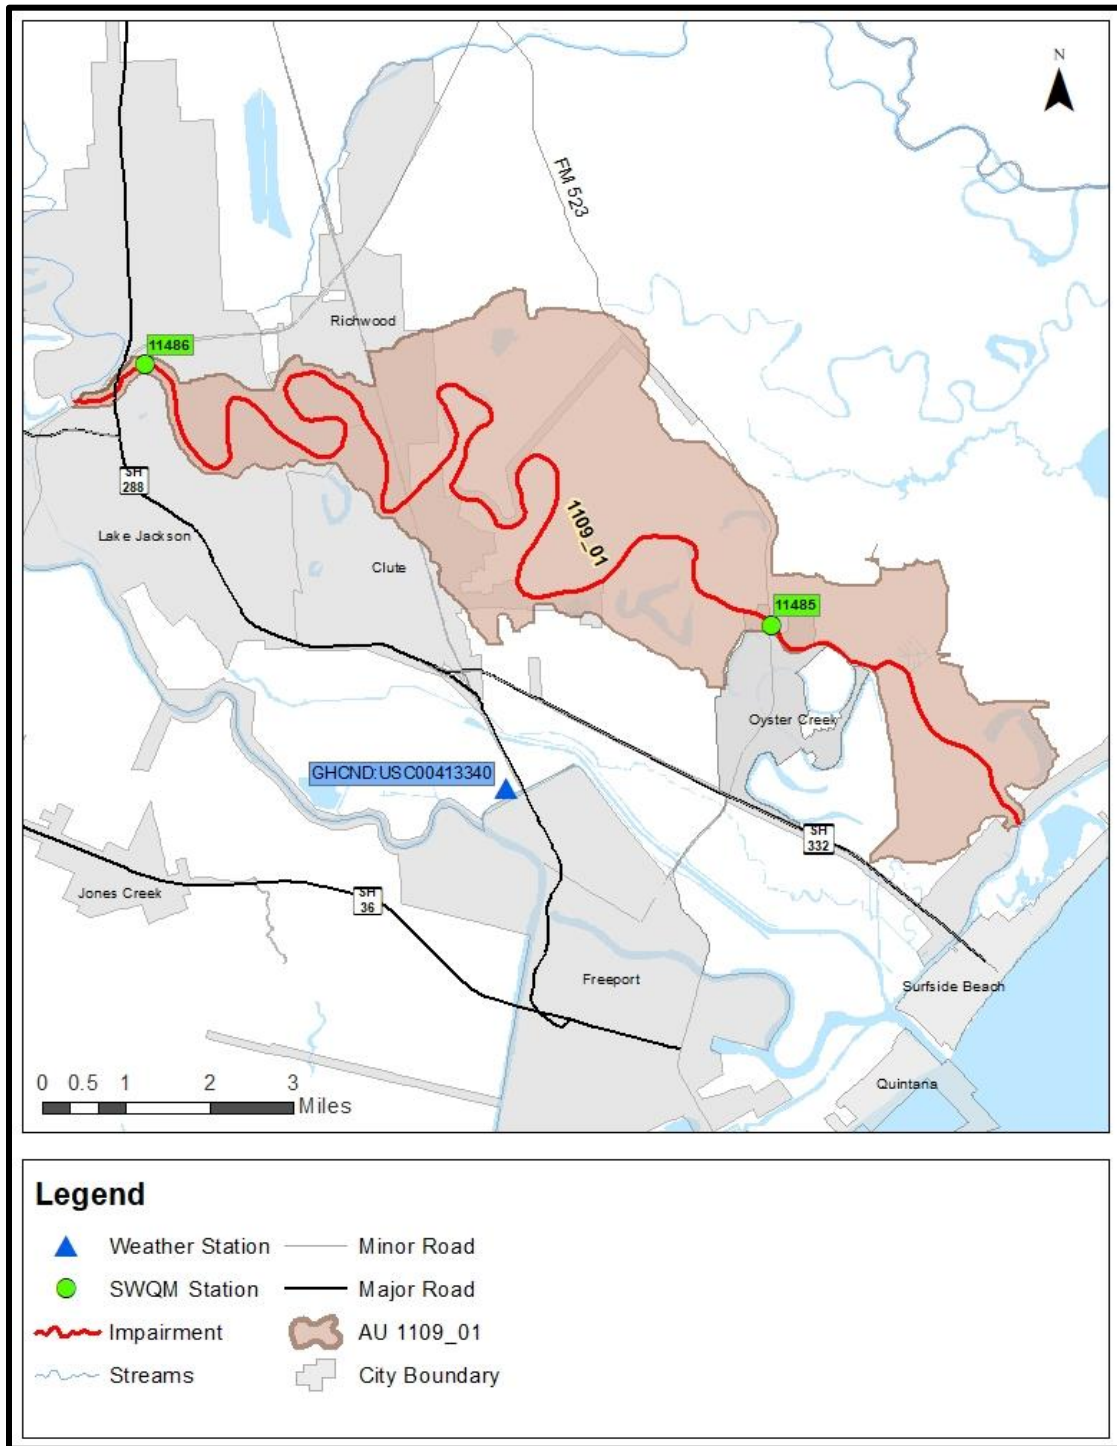 N
FM 523
Richwood
11486
SH
288
Lake Jackson
Clute
1109_01
11485
Oyster Creek
GHCND:USC00413340
SH
332
Jones Creek
SH
36
Freeport
Surfside Beach
Quintana
0 0.5 1 2 3
Miles
Legend
Weather Station
Minor Road
SWQM Station
Major Road
Impairment
AU 1109_01
Streams
City Boundary